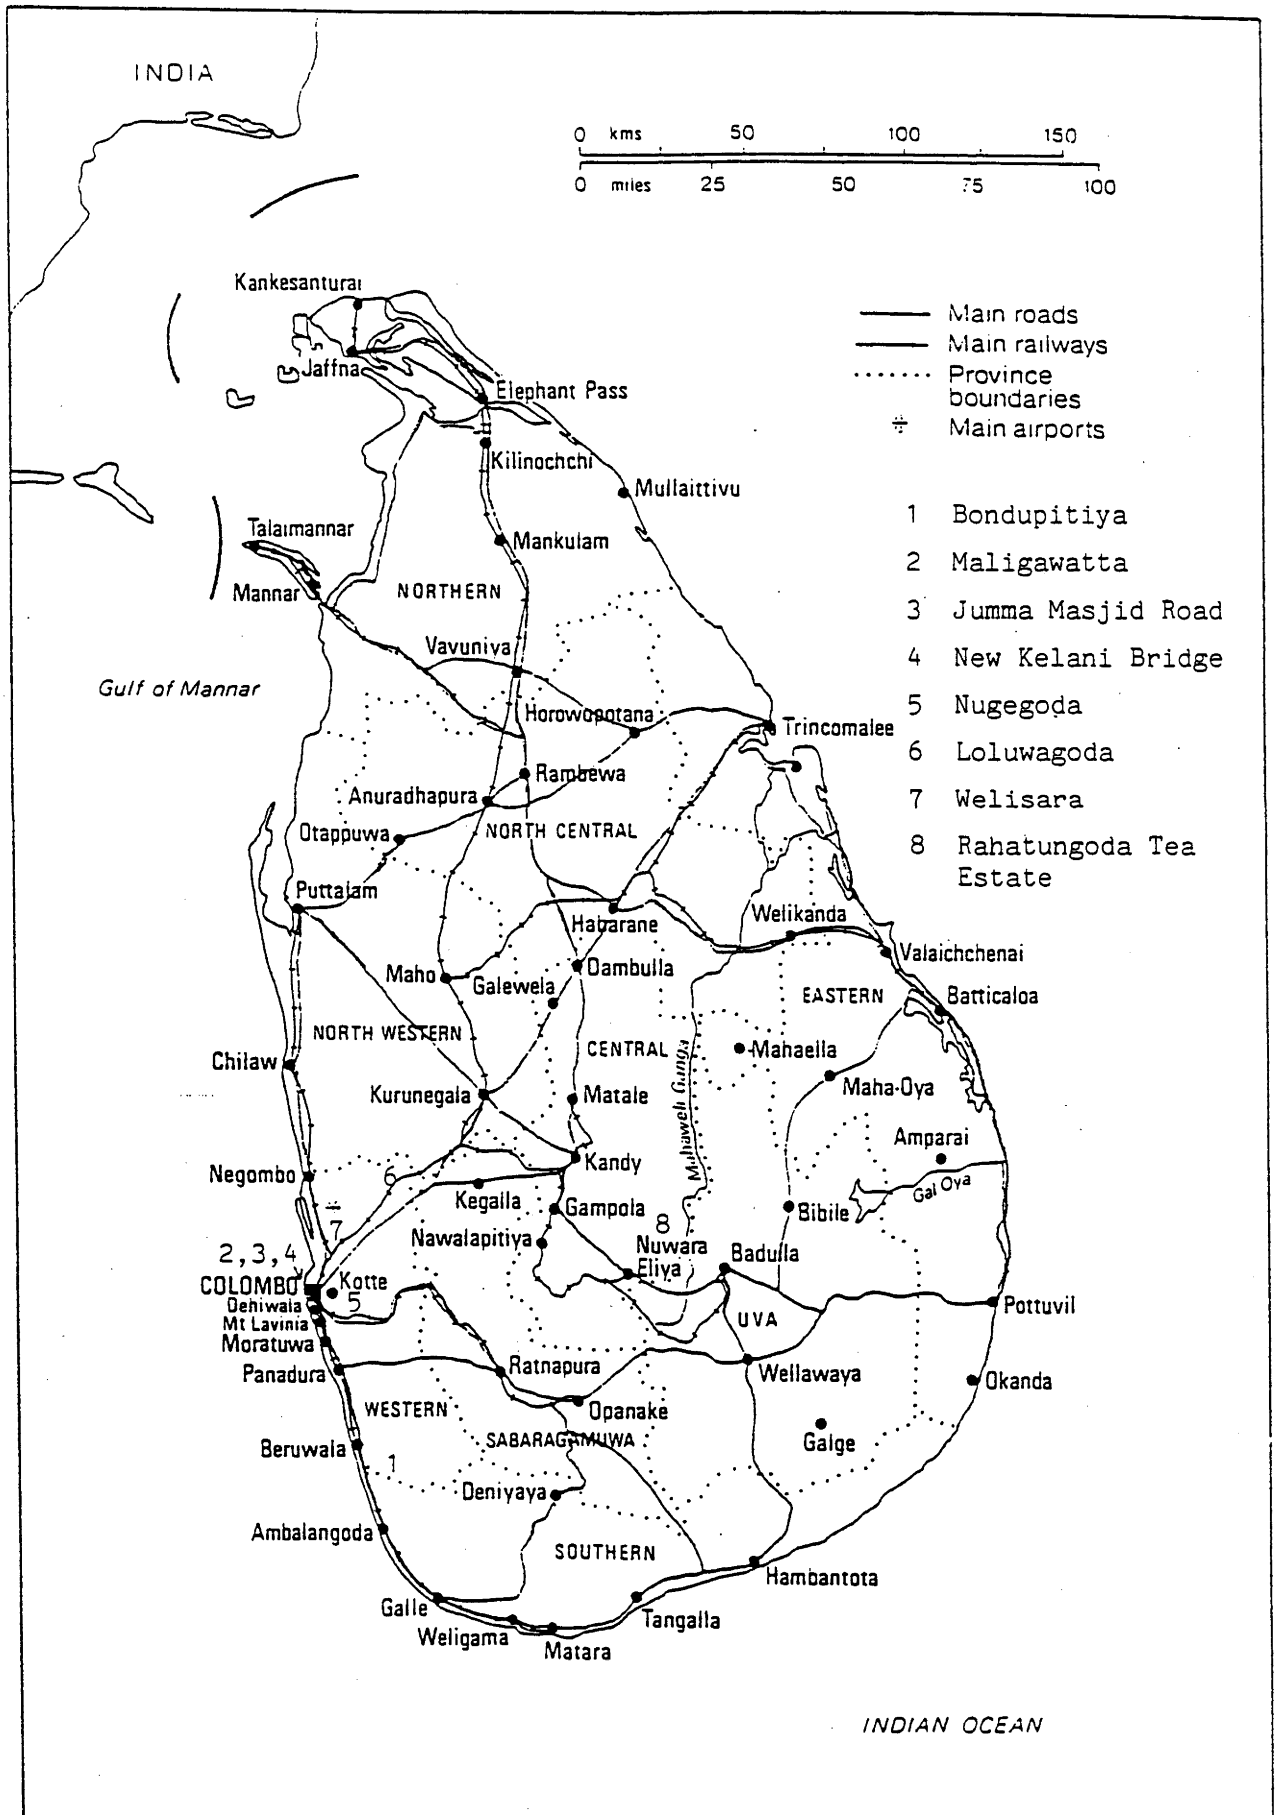 INDIA
0 kms 50 100 150
0 miles 25 50 75 100
Kankesanturai
Main roads
Main railways
Jaffna
Province
boundaries
Elephant Pass
Main airports
Kilinochchi
Mullaittivu
1 Bondupitiya
Talaimannar
Mankulam
2 Maligawatta
Mannar
NORTHERN
3 Jumma Masjid Road
Vavuniya
4 New Kelani Bridge
Gulf of Mannar
5 Nugegoda
Horowopotana
Trincomalee
6 Loluwagoda
Rambewa
7 Welisara
Anuradhapura
Otappuwa
NORTH CENTRAL
8 Rahatungoda Tea
Estate
Puttalam
Habarane
Welikanda
Valaichchenai
Maho
Galewela
Dambulla
EASTERN
Batticaloa
NORTH WESTERN
CENTRAL
Mahaella
Chilaw
Mahaweli Ganga
Maha-Oya
Kurunegala
Matale
Amparai
Kandy
Negombo
6
Kegalla
Gal Oya
Gampola
Bibile
7
Nawalapitiya
8
Nuwara
Eliya
Badulla
2,3,4
COLOMBO
Kotte
5
Dehiwala
Mt Lavinia
Moratuwa
UVA
Pottuvil
Panadura
Ratnapura
Wellawaya
Okanda
WESTERN
Opanake
SABARAGAMUWA
Galge
Beruwala
1
Deniyaya
Ambalangoda
SOUTHERN
Hambantota
Galle
Tangalla
Weligama
Matara
INDIAN OCEAN